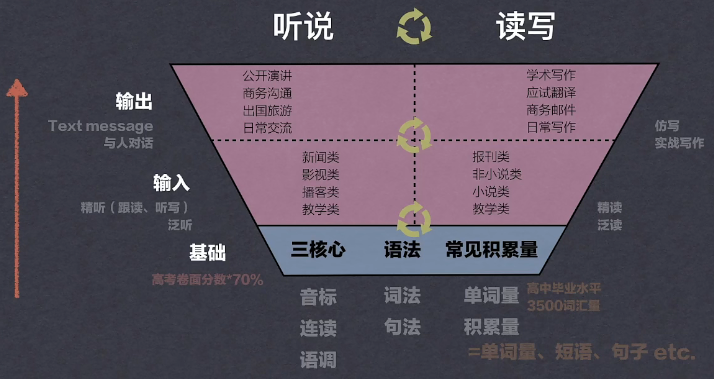 听说
读写
输出
Text message
与人对话
公开演讲
商务沟通
出国旅游
日常交流
学术写作
应试翻译
商务邮件
日常写作
仿写
实战写作
输入
精听（跟读、听写）
泛听
新闻类
影视类
播客类
教学类
报刊类
非小说类
小说类
教学类
精读
泛读
基础
高考卷面分数*70%
三核心
语法
常见积累量
音标
连读
语调
词法
句法
单词量
积累量
高中毕业水平
3500词汇量
=单词量、短语、句子 etc.